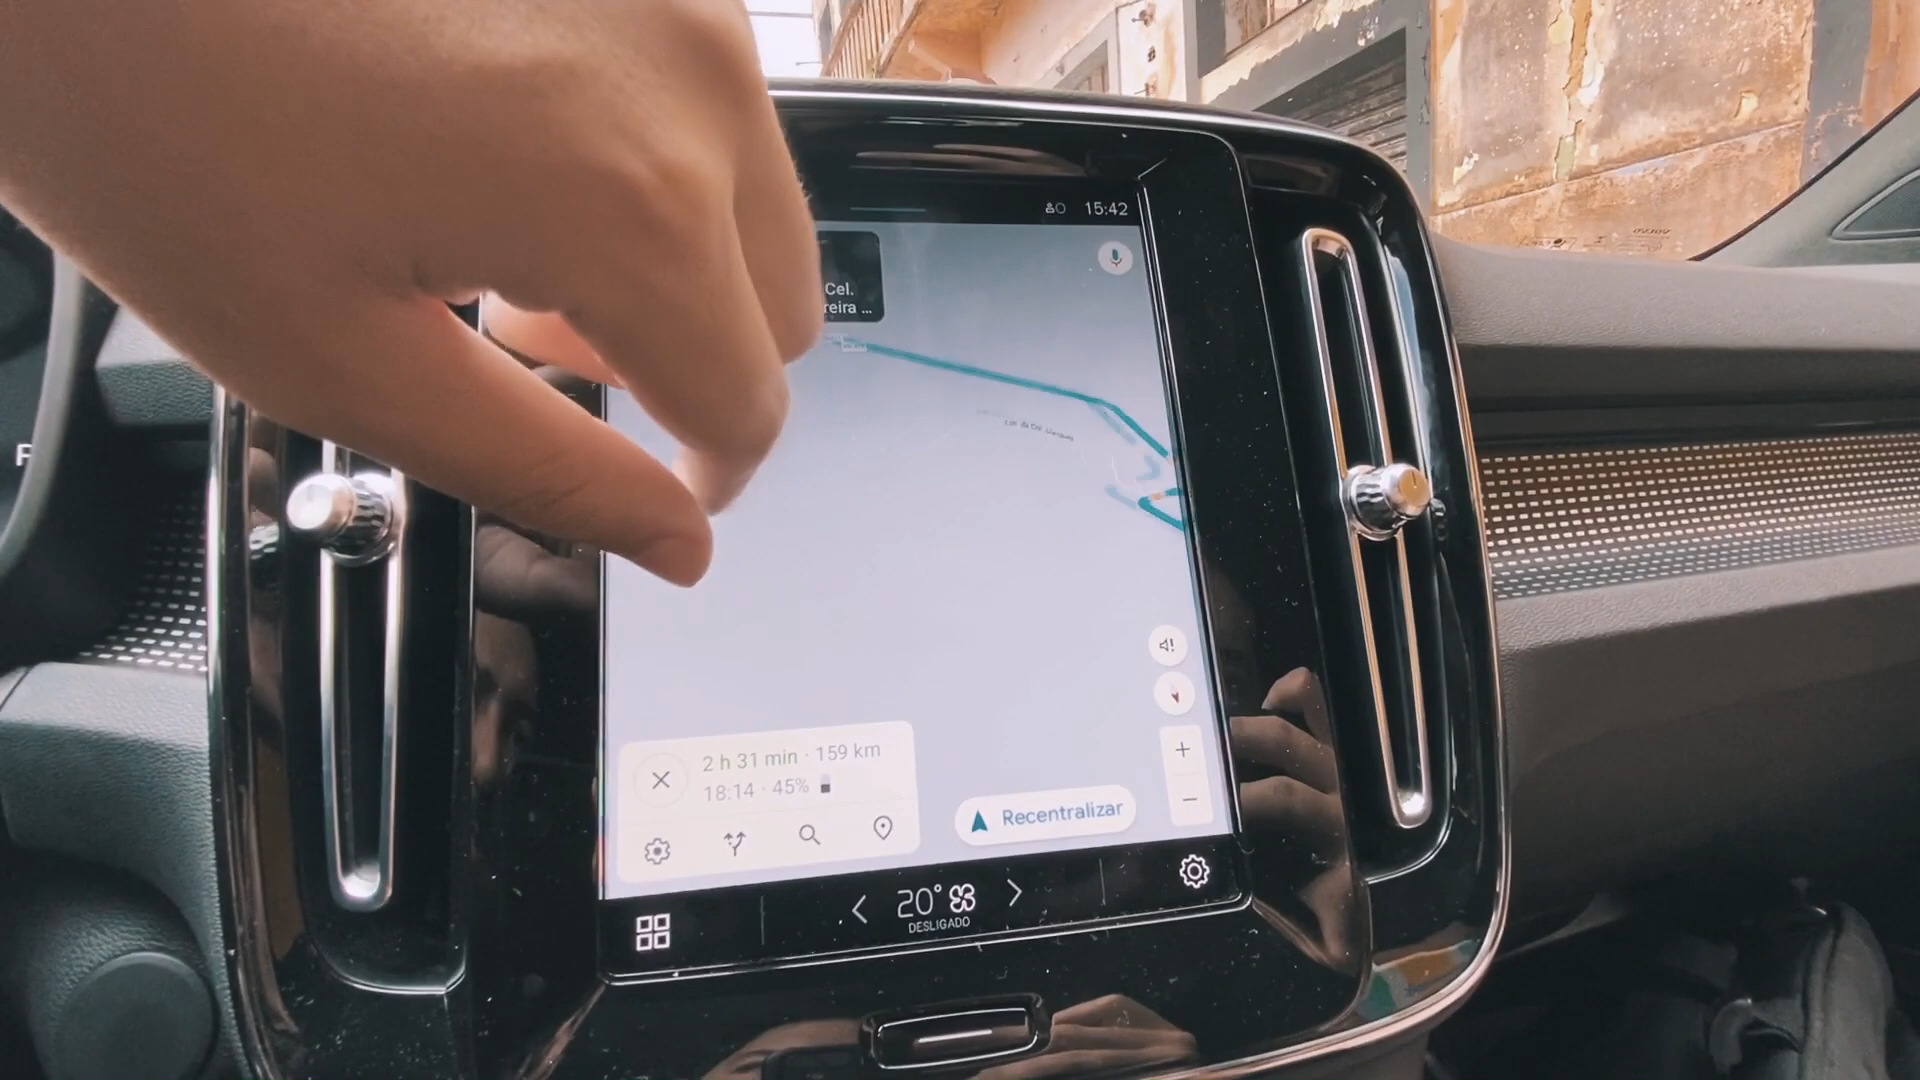 15:42
Cel.
reira ...
2 h 31 min · 159 km
18:14 · 45%
Recentralizar
20°
DESLIGADO